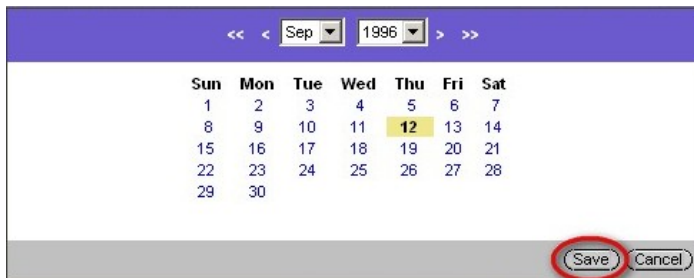 << < Sep 1996 > >>
Sun Mon Tue Wed Thu Fri Sat
1 2 3 4 5 6 7
8 9 10 11 12 13 14
15 16 17 18 19 20 21
22 23 24 25 26 27 28
29 30
Save Cancel